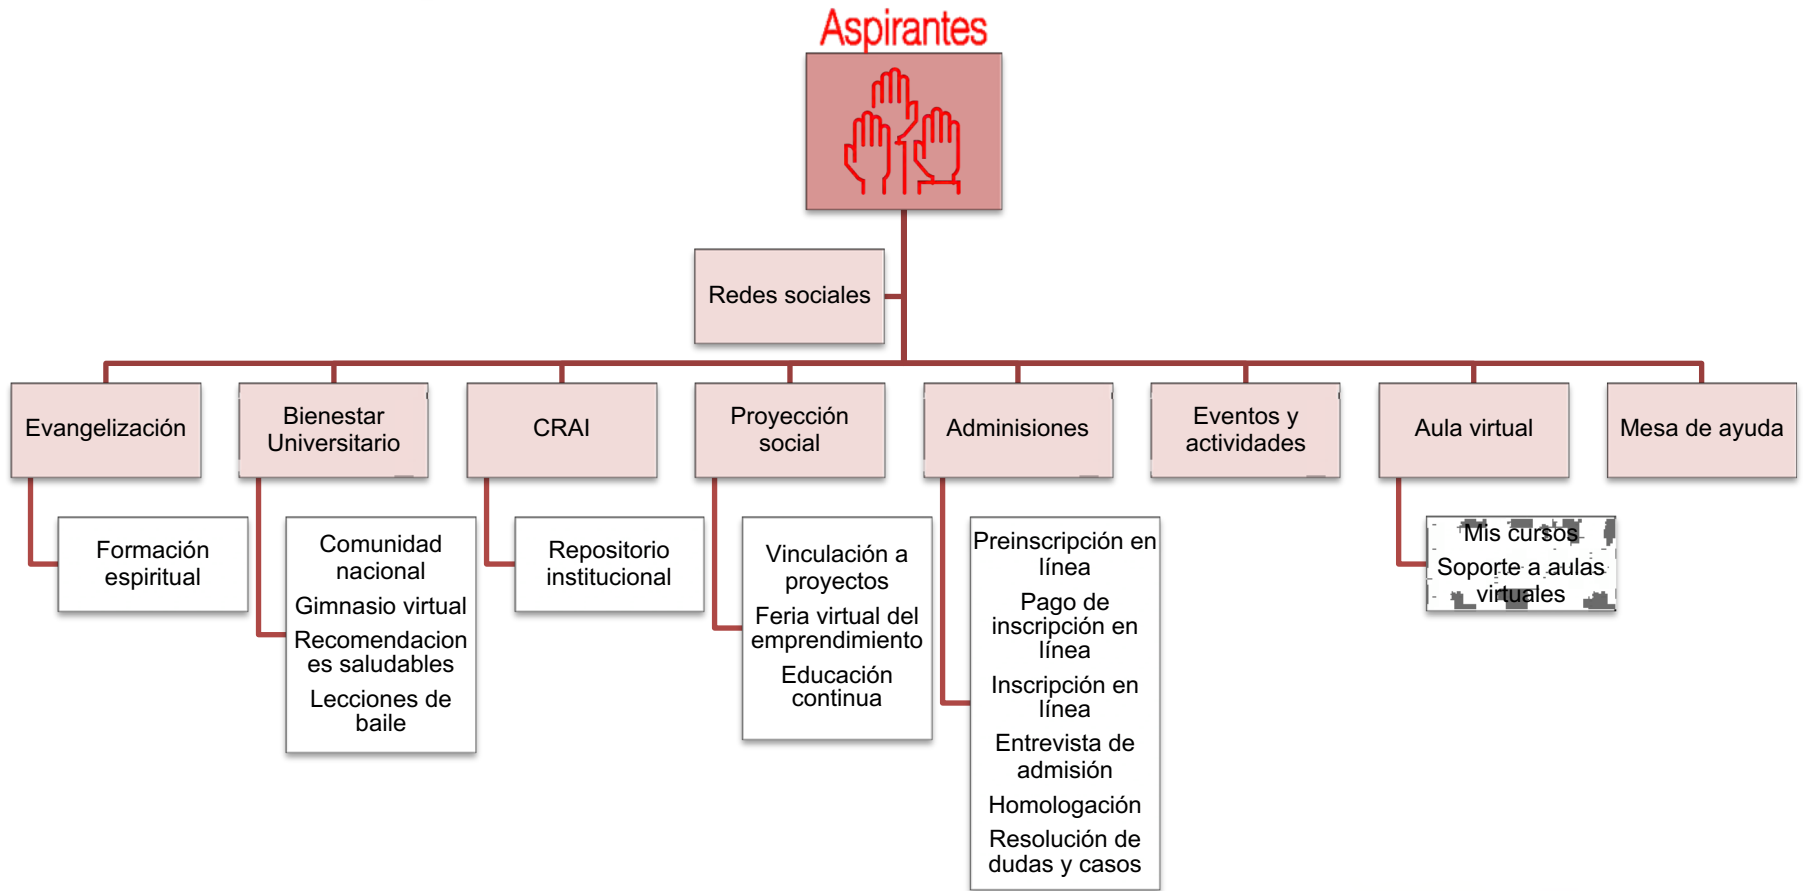 Aspirantes
Redes sociales
Evangelización
Bienestar
Universitario
CRAI
Proyección
social
Adminisiones
Eventos y
actividades
Aula virtual
Mesa de ayuda
Formación
espiritual
Comunidad
nacional
Gimnasio virtual
Recomendacion
es saludables
Lecciones de
baile
Repositorio
institucional
Vinculación a
proyectos
Feria virtual del
emprendimiento
Educación
continua
Preinscripción en
línea
Pago de
inscripción en
línea
Inscripción en
línea
Entrevista de
admisión
Homologación
Resolución de
dudas y casos
Mis cursos
Soporte a aulas
virtuales